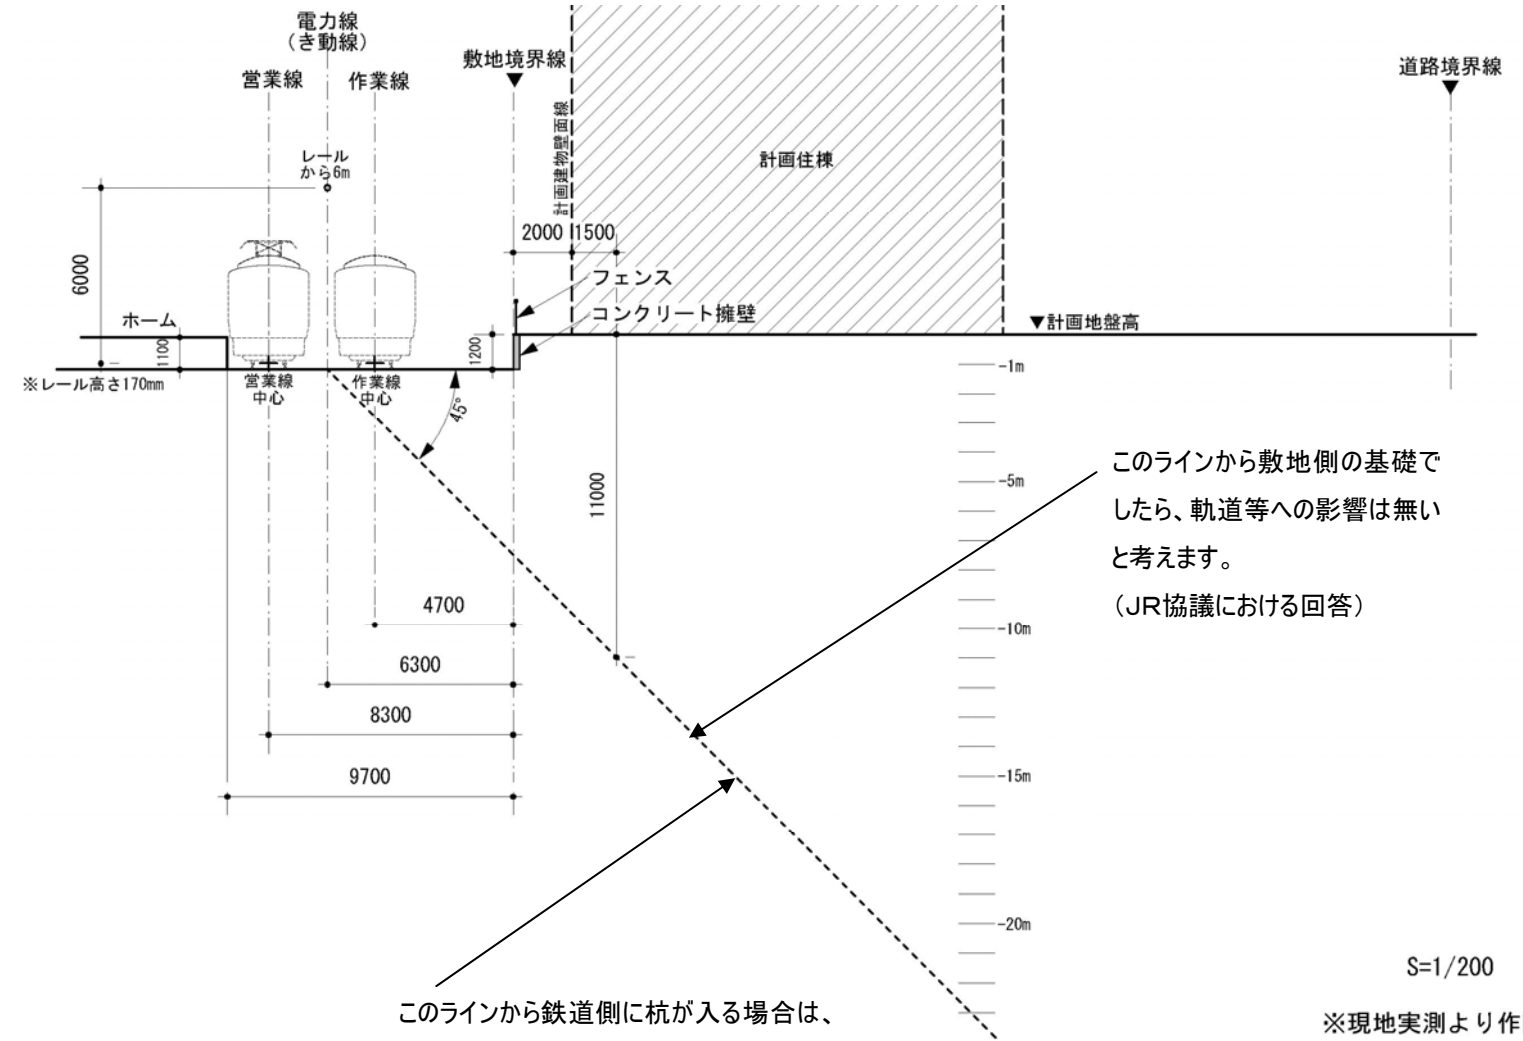 電力線
（き動線）
営業線
作業線
敷地境界線
道路境界線
計画建物壁面線
計画住棟
レール
から6m
2000
1500
6000
フェンス
コンクリート擁壁
ホーム
1100
1200
▼計画地盤高
※レール高さ170mm
営業線
中心
作業線
中心
45°
-1m
11000
-5m
このラインから敷地側の基礎で
したら、軌道等への影響は無い
と考えます。
（JR協議における回答）
4700
-10m
6300
8300
9700
-15m
-20m
S=1/200
このラインから鉄道側に杭が入る場合は、
※現地実測より作